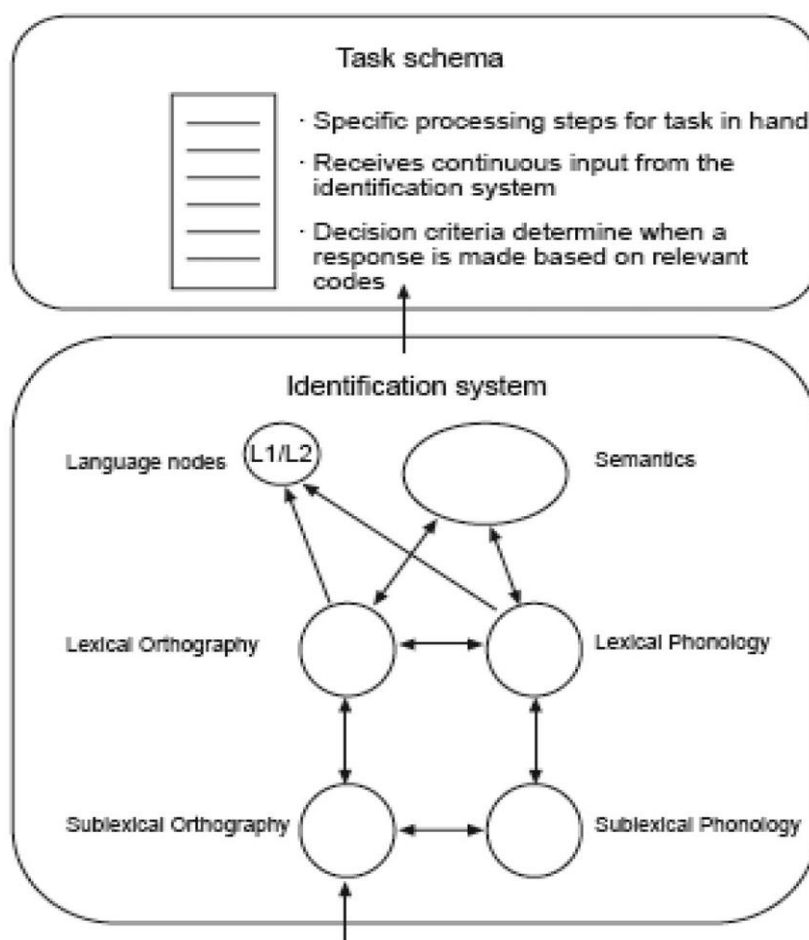 Task schema
· Specific processing steps for task in hand
· Receives continuous input from the
identification system
· Decision criteria determine when a
response is made based on relevant
codes
Identification system
Language nodes
L1/L2
Semantics
Lexical Orthography
Lexical Phonology
Sublexical Orthography
Sublexical Phonology